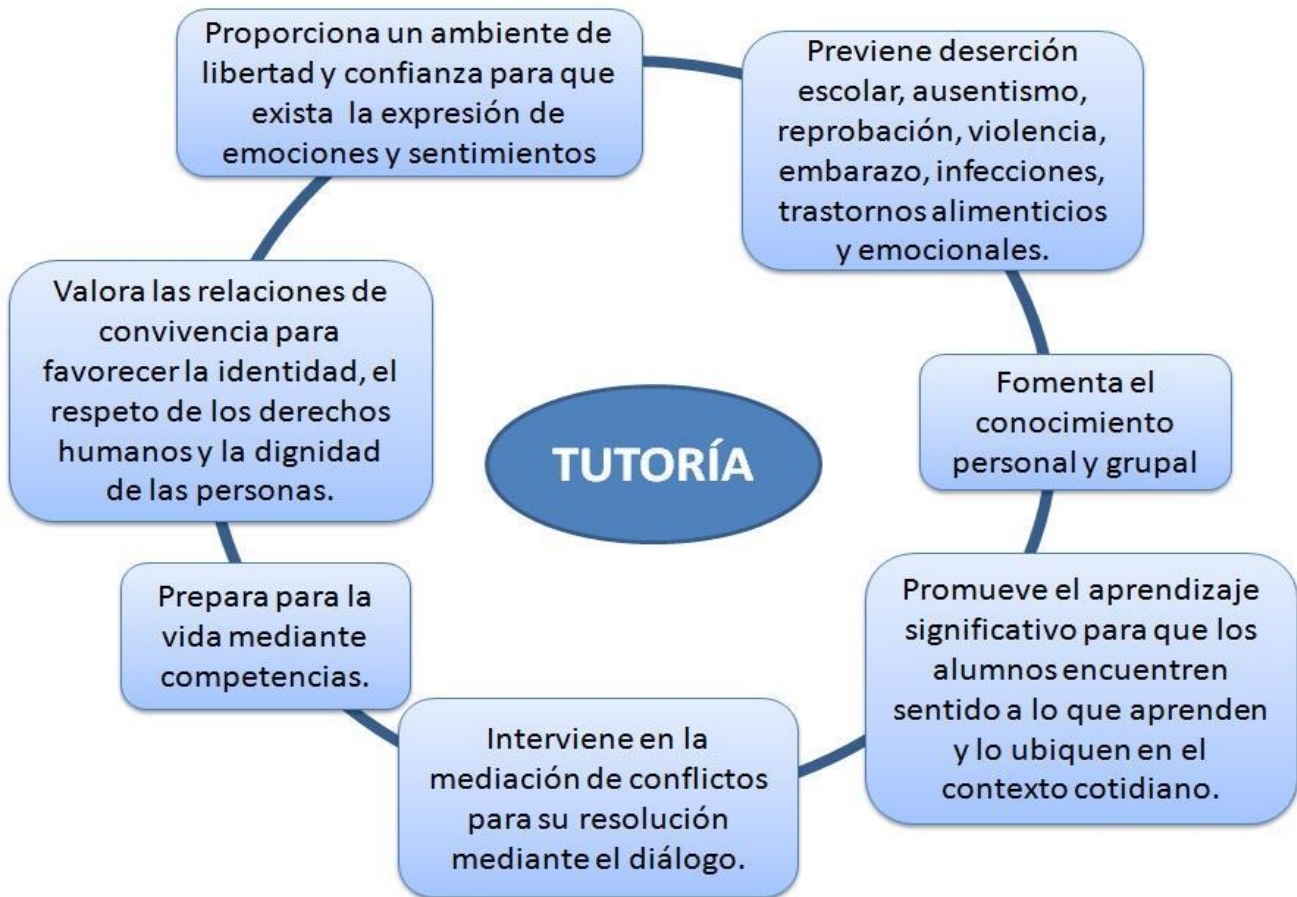 Proporciona un ambiente de
libertad y confianza para que
exista la expresión de
emociones y sentimientos
Previene deserción
escolar, ausentismo,
reprobación, violencia,
embarazo, infecciones,
trastornos alimenticios
y emocionales.
Fomenta el
conocimiento
personal y grupal
Promueve el aprendizaje
significativo para que los
alumnos encuentren
sentido a lo que aprenden
y lo ubiquen en el
contexto cotidiano.
Interviene en la
mediación de conflictos
para su resolución
mediante el diálogo.
Prepara para la
vida mediante
competencias.
Valora las relaciones de
convivencia para
favorecer la identidad, el
respeto de los derechos
humanos y la dignidad
de las personas.
TUTORÍA